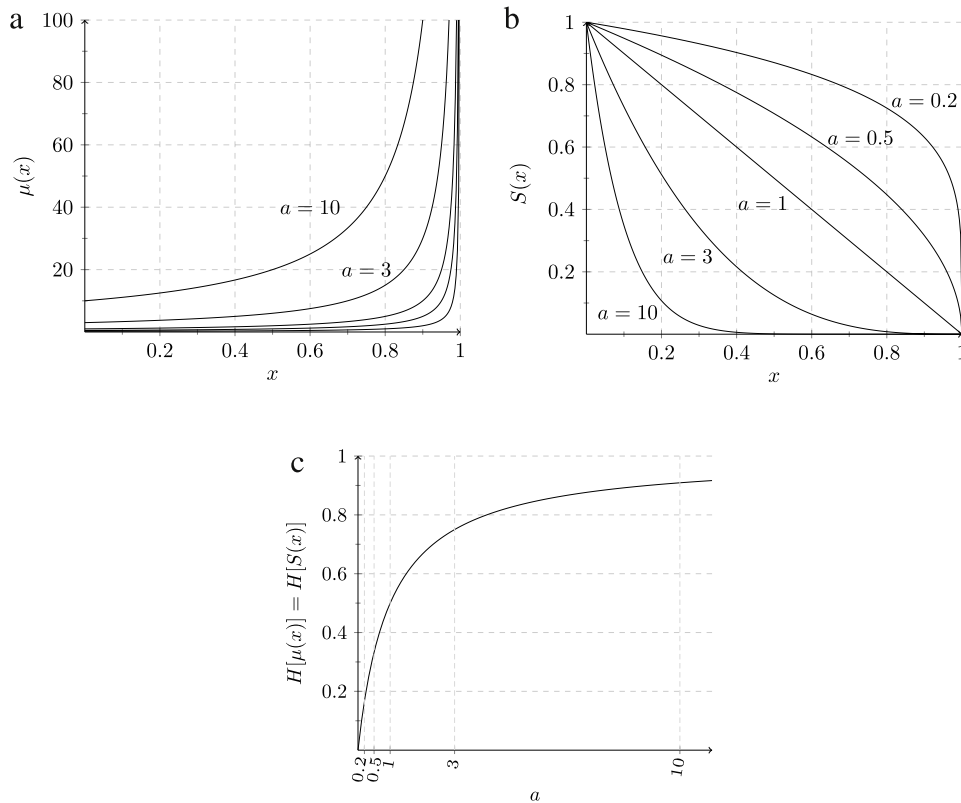 a
100
80
60
40
20
μ(x)
a = 10
a = 3
0.2 0.4 0.6 0.8 1
x
b
1
0.8
0.6
0.4
0.2
S(x)
a = 0.2
a = 0.5
a = 1
a = 3
a = 10
0.2 0.4 0.6 0.8 1
x
c
1
0.8
0.6
0.4
0.2
H[μ(x)] = H[S(x)]
0.2 0.5 1 3 10
a